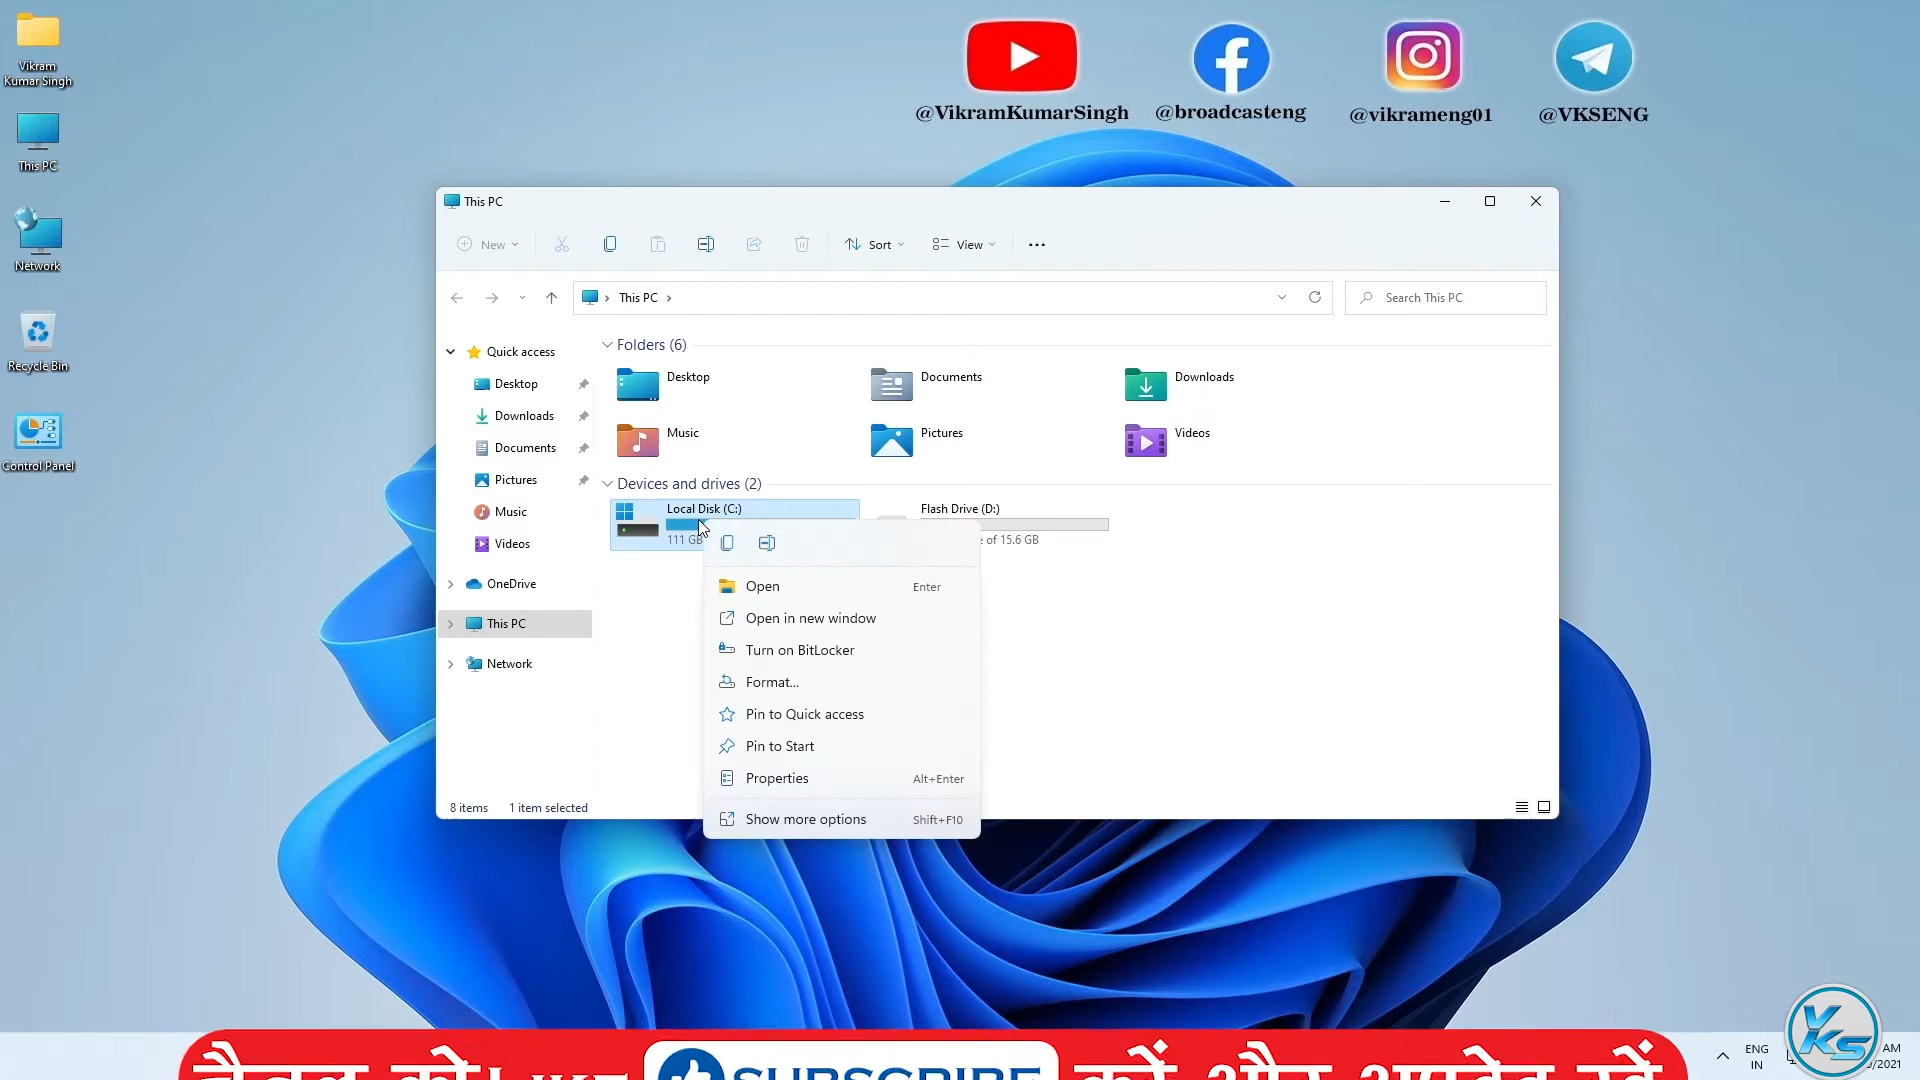 Vikram
Kumar Singh
This PC
Network
Recycle Bin
Control Panel
@VikramKumarSingh
@broadcasteng
@vikrameng01
@VKSENG
This PC
New
Sort
View
This PC
Search This PC
Quick access
Desktop
Downloads
Documents
Pictures
Music
Videos
OneDrive
This PC
Network
Folders (6)
Desktop
Documents
Downloads
Music
Pictures
Videos
Devices and drives (2)
Local Disk (C:)
111 GB
Flash Drive (D:)
of 15.6 GB
Open Enter
Open in new window
Turn on BitLocker
Format...
Pin to Quick access
Pin to Start
Properties Alt+Enter
Show more options Shift+F10
8 items 1 item selected
SUBSCRIBE
ENG
IN
AM
/2021
VKS